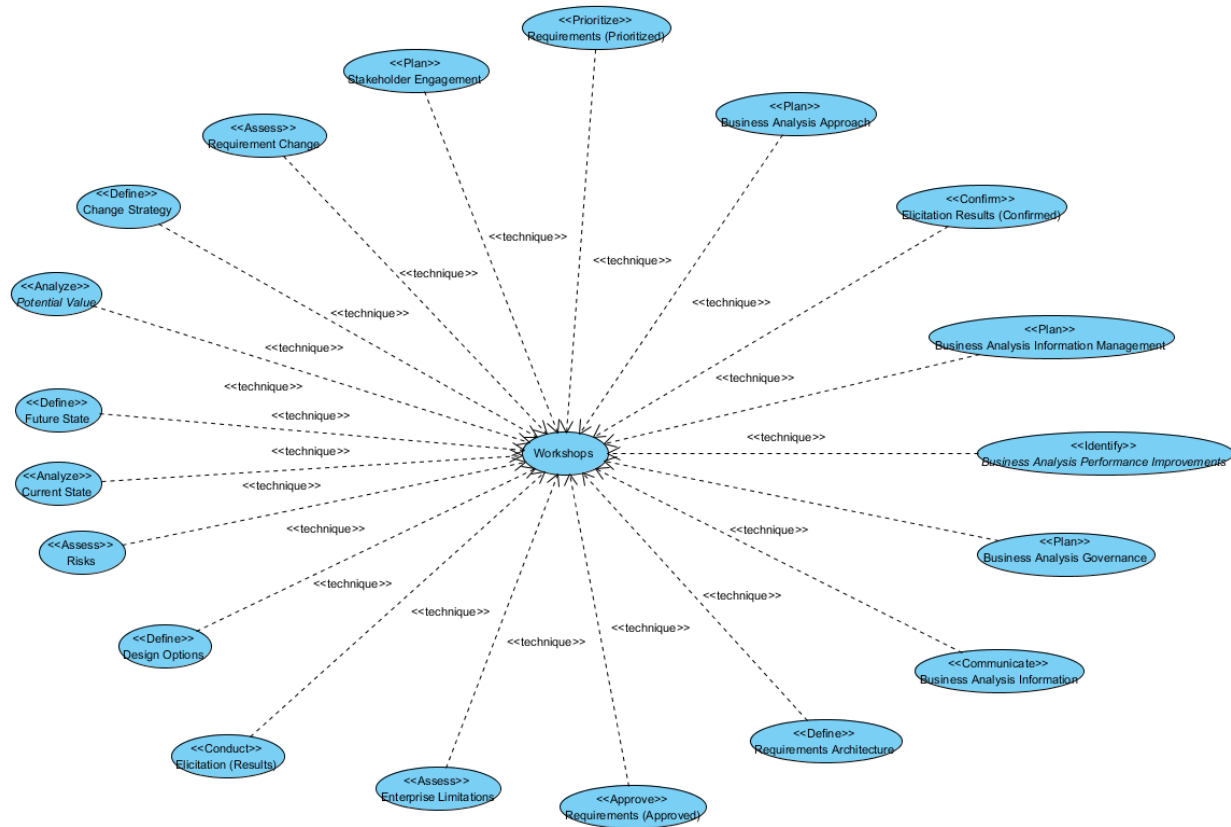 <<Prioritize>>
Requirements (Prioritized)
<<Plan>>
Stakeholder Engagement
<<Plan>>
Business Analysis Approach
<<Assess>>
Requirement Change
<<Define>>
Change Strategy
<<Confirm>>
Elicitation Results (Confirmed)
<<technique>>
<<technique>>
<<technique>>
<<technique>>
<<technique>>
<<Analyze>>
Potential Value
<<Plan>>
Business Analysis Information Management
<<technique>>
<<technique>>
<<technique>>
<<technique>>
<<Define>>
Future State
<<technique>>
<<Identify>>
Business Analysis Performance Improvements
Workshops
<<Analyze>>
Current State
<<technique>>
<<technique>>
<<technique>>
<<Assess>>
Risks
<<Plan>>
Business Analysis Governance
<<technique>>
<<technique>>
<<technique>>
<<technique>>
<<technique>>
<<technique>>
<<Define>>
Design Options
<<Communicate>>
Business Analysis Information
<<Conduct>>
Elicitation (Results)
<<Define>>
Requirements Architecture
<<Assess>>
Enterprise Limitations
<<Approve>>
Requirements (Approved)